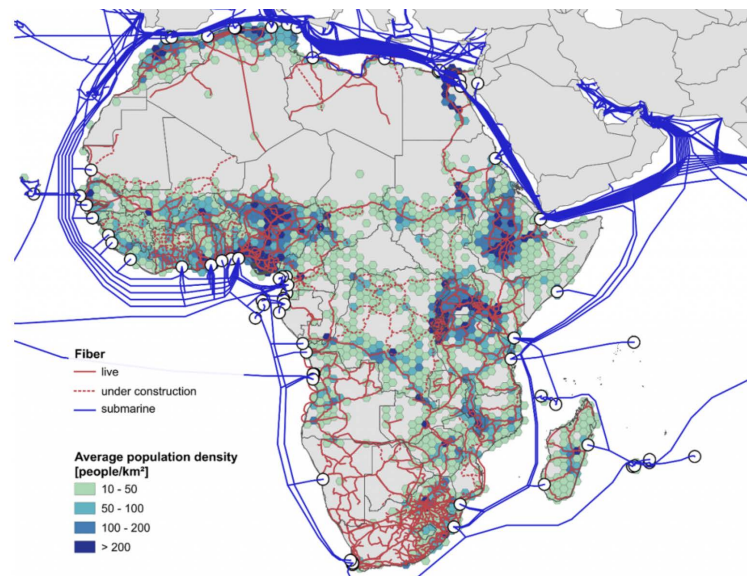 Fiber
live
under construction
submarine
Average population density
[people/km²]
10 - 50
50 - 100
100 - 200
> 200